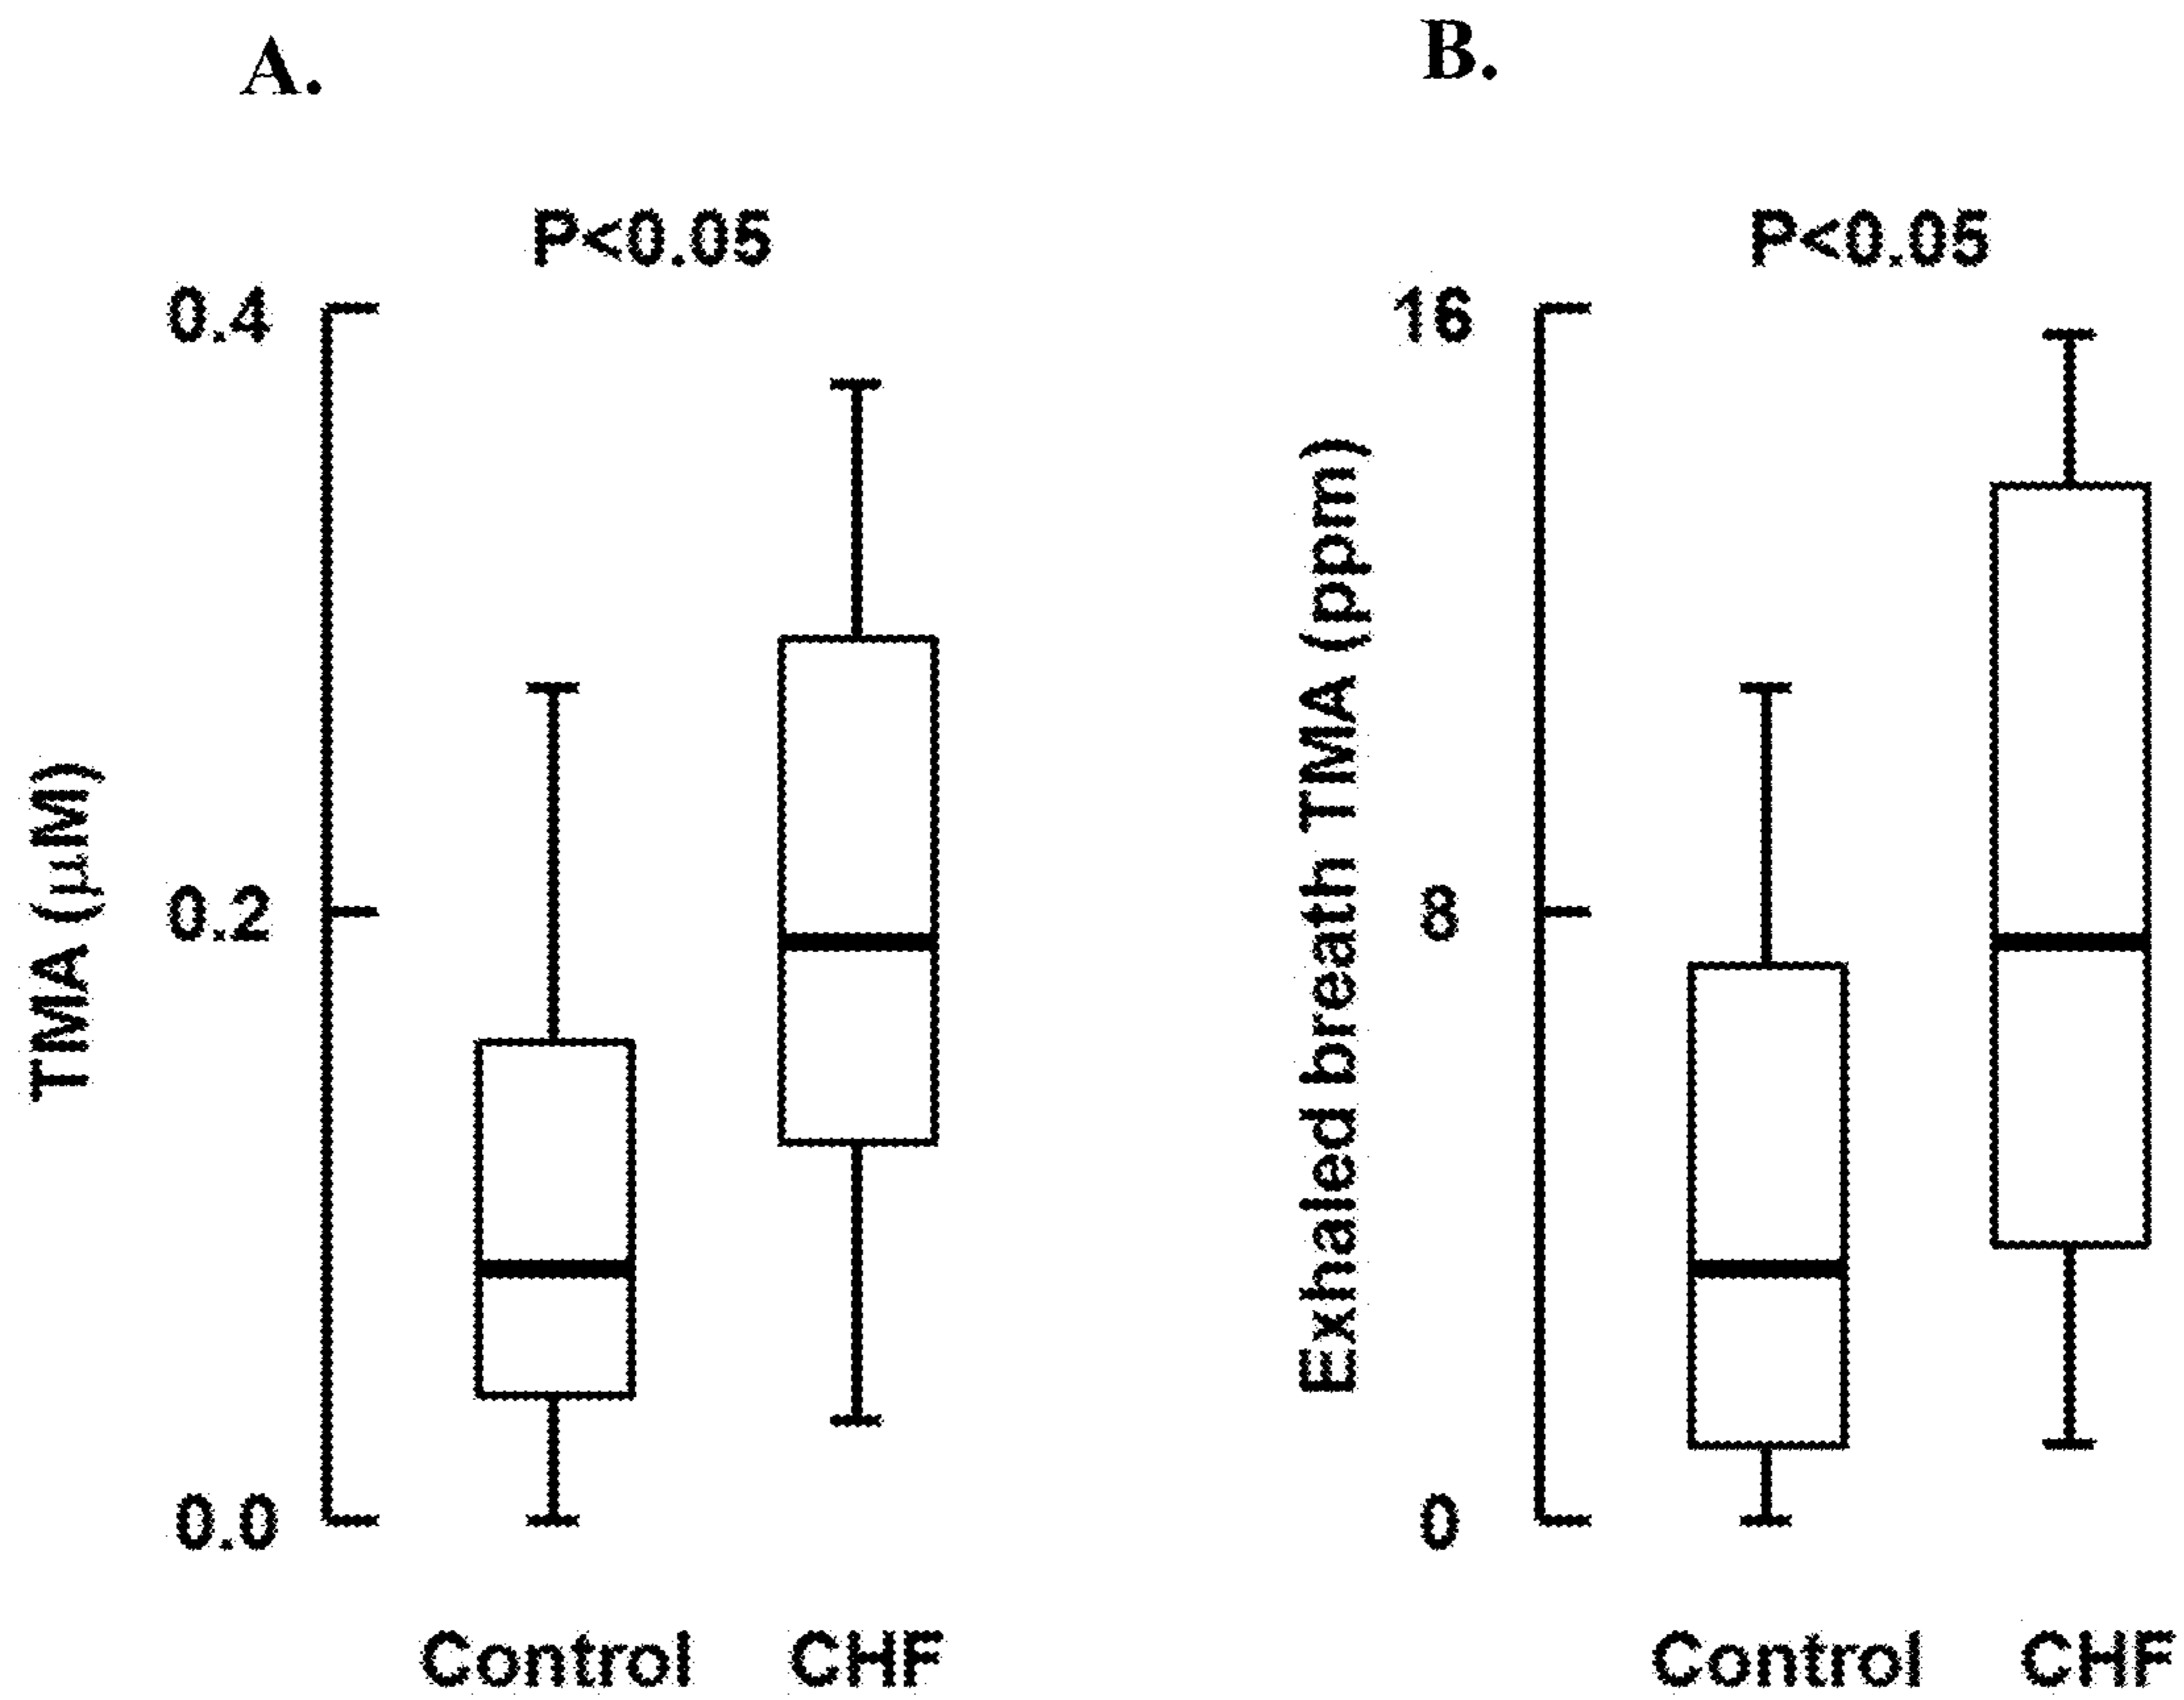 A.
P<0.05
0.4
0.2
0.0
TMA (μM)
Control CHF
B.
P<0.05
16
8
0
Exhaled breath TMA (ppm)
Control CHF